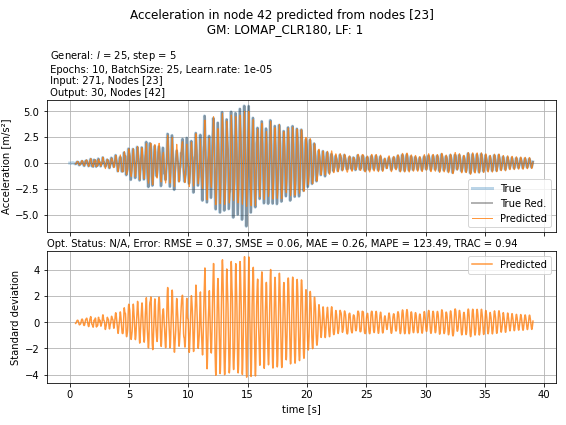 Acceleration in node 42 predicted from nodes [23]
GM: LOMAP_CLR180, LF: 1
General: l = 25, step = 5
Epochs: 10, BatchSize: 25, Learn.rate: 1e-05
Input: 271, Nodes [23]
Output: 30, Nodes [42]
Acceleration [m/s²]
5.0
2.5
0.0
−2.5
−5.0
True
True Red.
Predicted
Opt. Status: N/A, Error: RMSE = 0.37, SMSE = 0.06, MAE = 0.26, MAPE = 123.49, TRAC = 0.94
Standard deviation
4
2
0
−2
−4
Predicted
0 5 10 15 20 25 30 35 40
time [s]